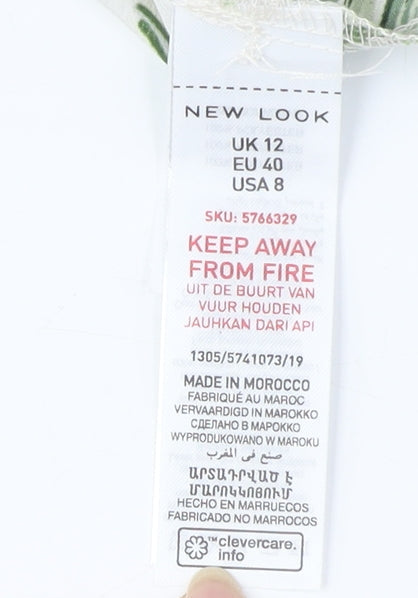 NEW LOOK
UK 12
EU 40
USA 8
SKU: 5766329
KEEP AWAY
FROM FIRE
UIT DE BUURT VAN
VUUR HOUDEN
JAUHKAN DARI API
1305/5741073/19
MADE IN MOROCCO
FABRIQUÉ AU MAROC
VERVAARDIGD IN MAROKKO
СДЕЛАНО В МАРОККО
WYPRODUKOWANO W MAROKU
صنع في المغرب
ԱՐՏԱԴՐՎԱԾ Է
ՄԱՐՈԿԿՈՅՈՒՄ
HECHO EN MARRUECOS
FABRICADO NO MARROCOS
™clevercare.
info